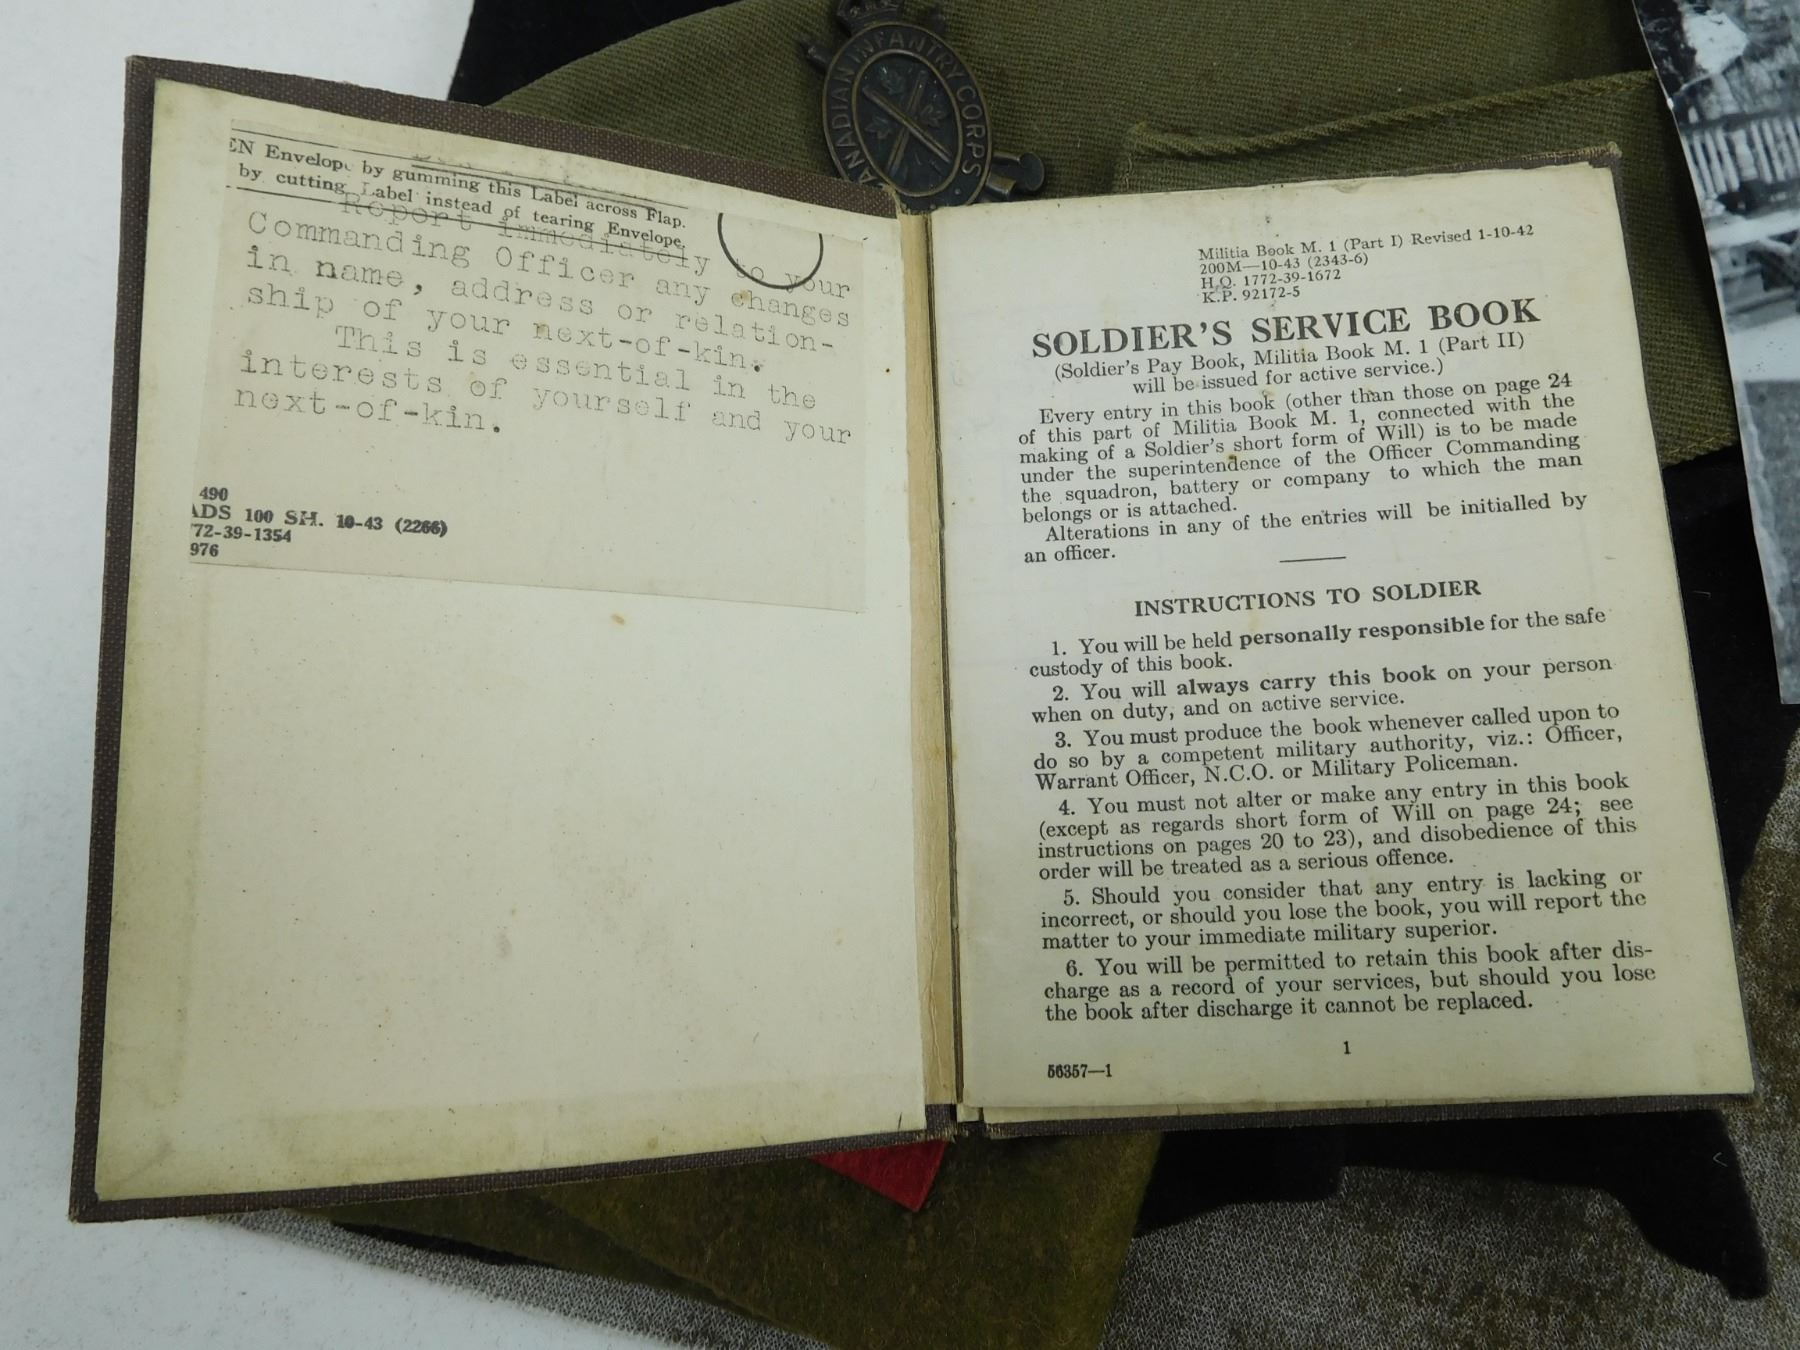 EN Envelope by gumming this Label across Flap.
by cutting Label instead of tearing Envelope.
Report immediately to your
Commanding Officer any changes
in name, address or relation-
ship of your next-of-kin.
This is essential in the
interests of yourself and your
next-of-kin.
490
ADS 100 SH. 10-43 (2266)
72-39-1354
976
CANADIAN INFANTRY CORPS
Militia Book M. 1 (Part I) Revised 1-10-42
200M—10-43 (2343-6)
H.Q. 1772-39-1672
K.P. 92172-5
SOLDIER'S SERVICE BOOK
(Soldier's Pay Book, Militia Book M. 1 (Part II)
will be issued for active service.)
Every entry in this book (other than those on page 24
of this part of Militia Book M. 1, connected with the
making of a Soldier's short form of Will) is to be made
under the superintendence of the Officer Commanding
the squadron, battery or company to which the man
belongs or is attached.
Alterations in any of the entries will be initialled by
an officer.
INSTRUCTIONS TO SOLDIER
1. You will be held personally responsible for the safe
custody of this book.
2. You will always carry this book on your person
when on duty, and on active service.
3. You must produce the book whenever called upon to
do so by a competent military authority, viz.: Officer,
Warrant Officer, N.C.O. or Military Policeman.
4. You must not alter or make any entry in this book
(except as regards short form of Will on page 24; see
instructions on pages 20 to 23), and disobedience of this
order will be treated as a serious offence.
5. Should you consider that any entry is lacking or
incorrect, or should you lose the book, you will report the
matter to your immediate military superior.
6. You will be permitted to retain this book after dis-
charge as a record of your services, but should you lose
the book after discharge it cannot be replaced.
1
56357—1